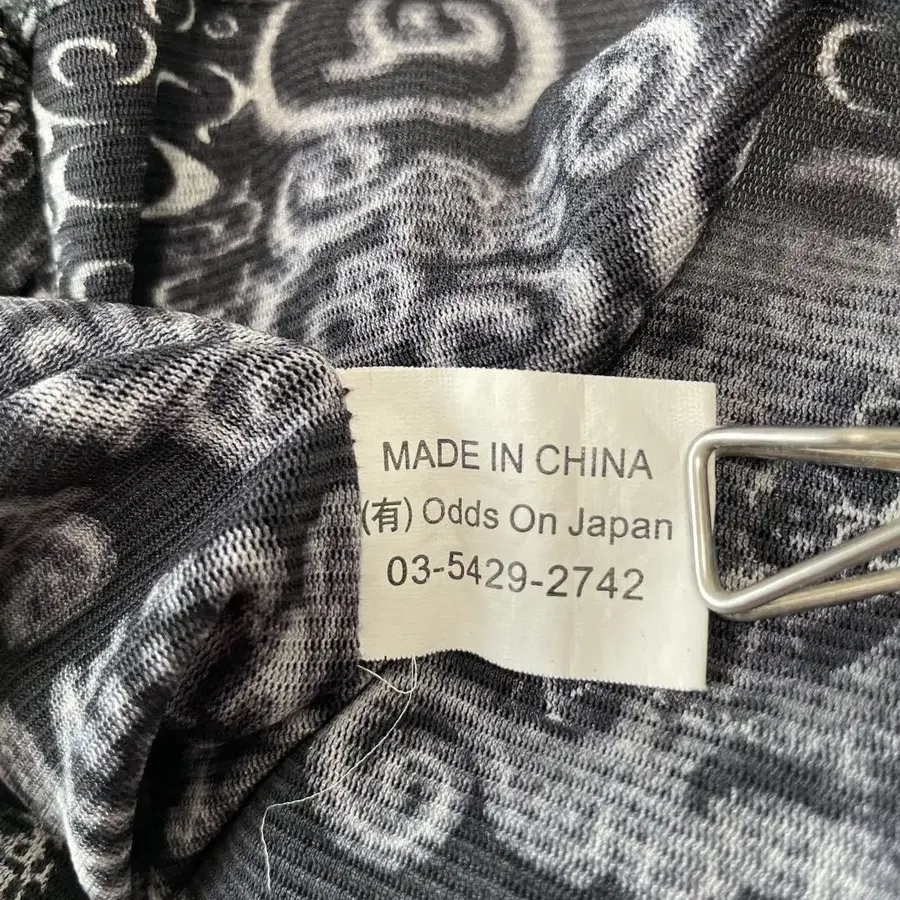 MADE IN CHINA
(有) Odds On Japan
03-5429-2742